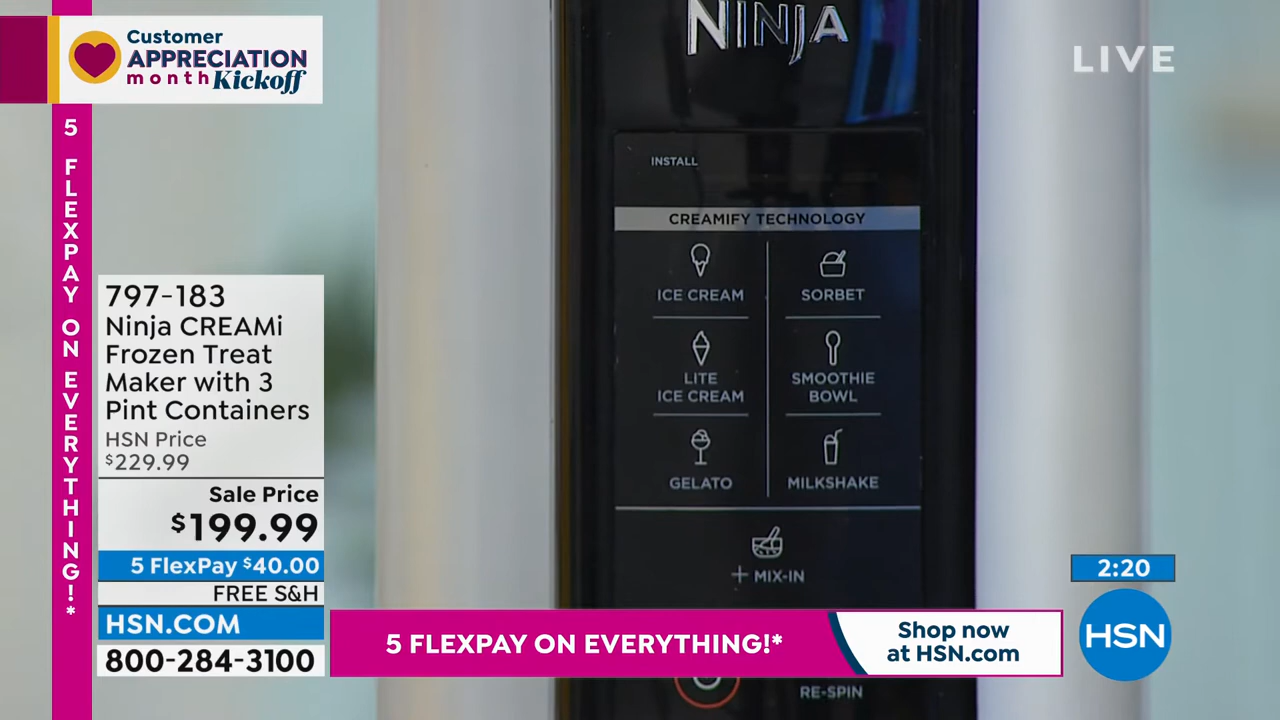 Customer
APPRECIATION
month Kickoff
LIVE
NINJA
5 FLEXPAY ON EVERYTHING!*
INSTALL
CREAMIFY TECHNOLOGY
ICE CREAM
SORBET
LITE
ICE CREAM
SMOOTHIE
BOWL
GELATO
MILKSHAKE
+ MIX-IN
RE-SPIN
797-183
Ninja CREAMi
Frozen Treat
Maker with 3
Pint Containers
HSN Price
$229.99
Sale Price
$199.99
5 FlexPay $40.00
FREE S&H
HSN.COM
800-284-3100
5 FLEXPAY ON EVERYTHING!*
Shop now
at HSN.com
2:20
HSN